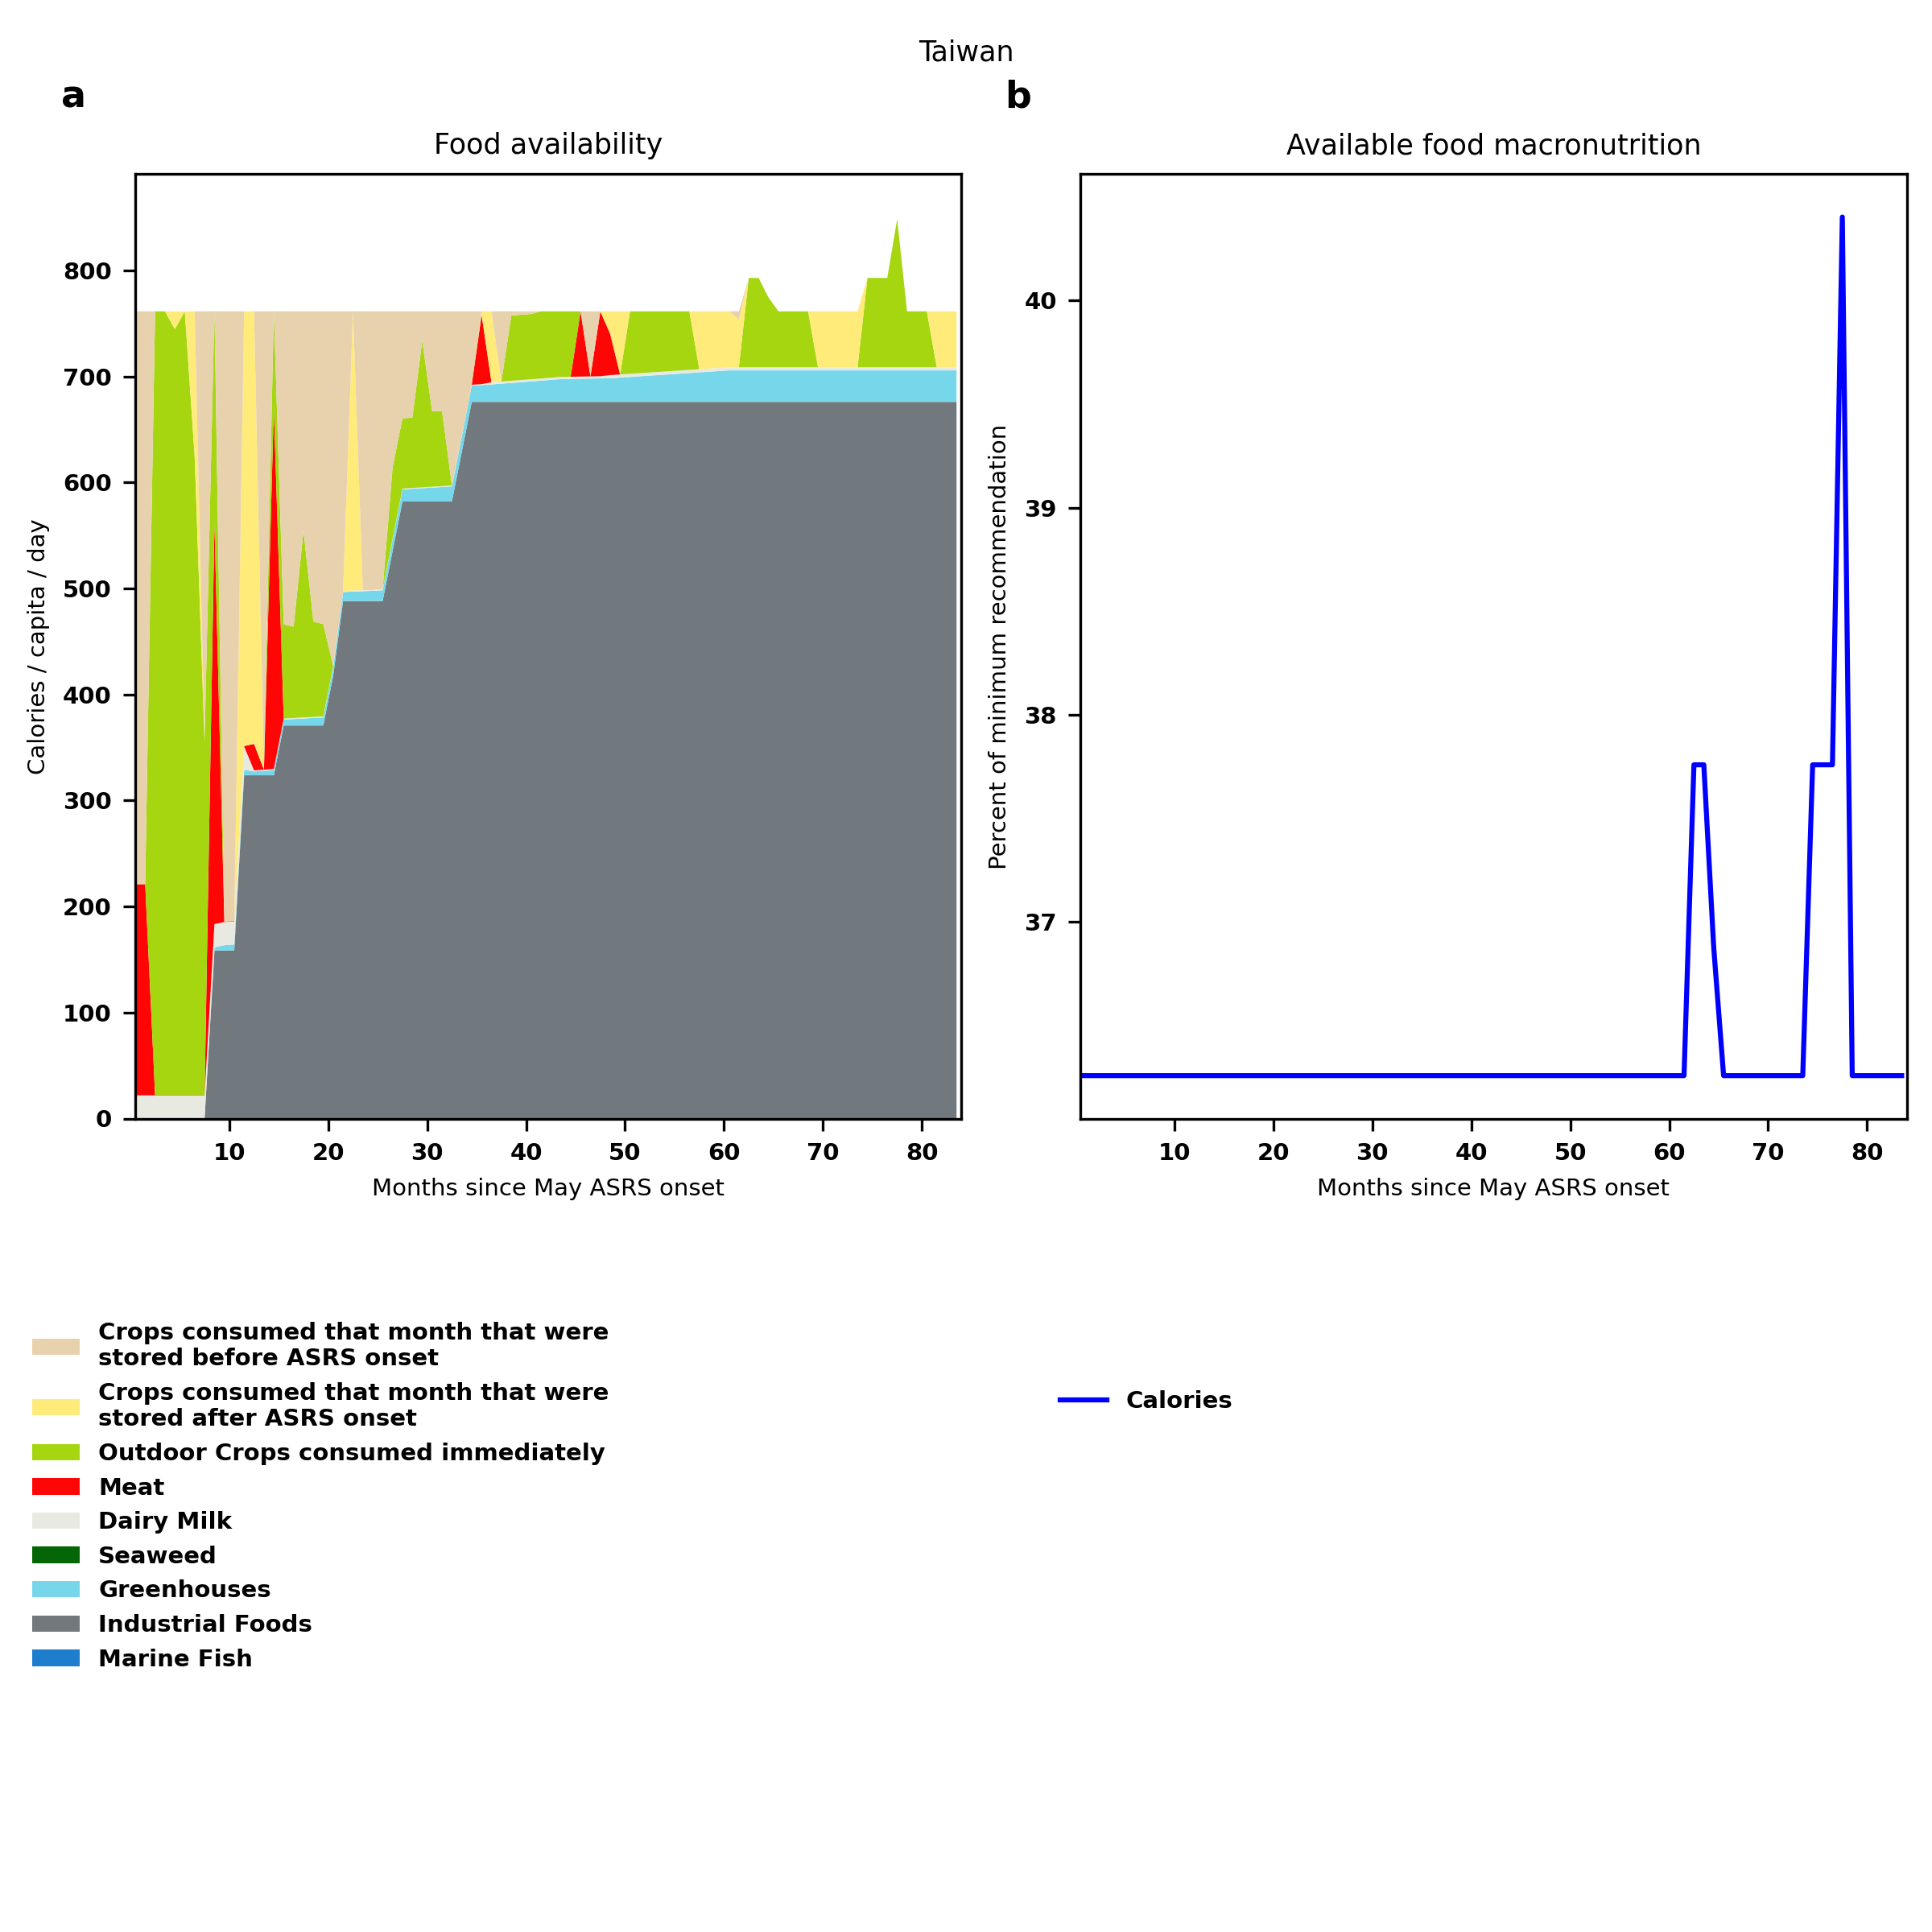 Taiwan
a
b
Food availability
Available food macronutrition
Calories / capita / day
800
700
600
500
400
300
200
100
0
10 20 30 40 50 60 70 80
Months since May ASRS onset
Percent of minimum recommendation
40
39
38
37
10 20 30 40 50 60 70 80
Months since May ASRS onset
Crops consumed that month that were
stored before ASRS onset
Crops consumed that month that were
stored after ASRS onset
Outdoor Crops consumed immediately
Meat
Dairy Milk
Seaweed
Greenhouses
Industrial Foods
Marine Fish
Calories